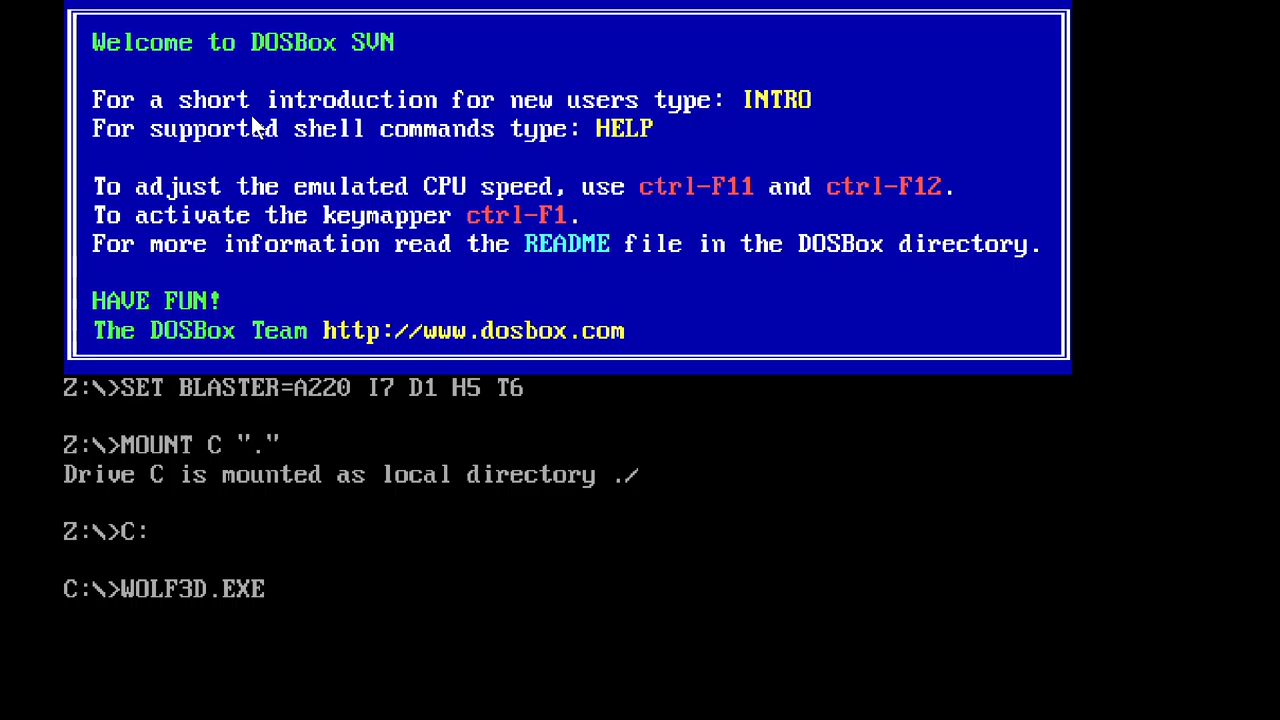 Welcome to DOSBox SVN
For a short introduction for new users type: INTRO
For supported shell commands type: HELP
To adjust the emulated CPU speed, use ctrl-F11 and ctrl-F12.
To activate the keymapper ctrl-F1.
For more information read the README file in the DOSBox directory.
HAVE FUN!
The DOSBox Team http://www.dosbox.com
Z:\>SET BLASTER=A220 I7 D1 H5 T6
Z:\>MOUNT C "."
Drive C is mounted as local directory ./
Z:\>C:
C:\>WOLF3D.EXE